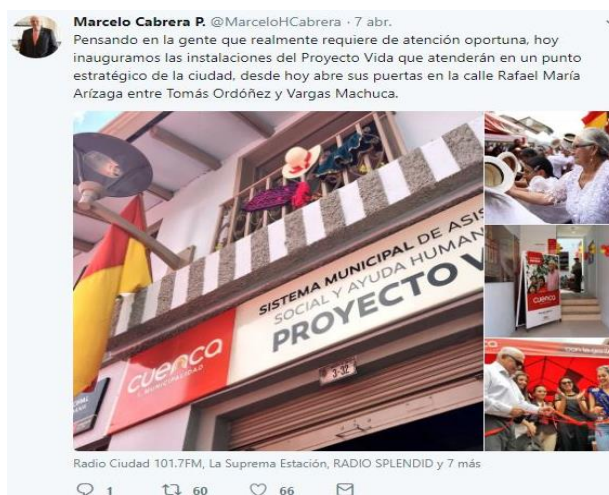 Marcelo Cabrera P. @MarceloHCabrera · 7 abr.
Pensando en la gente que realmente requiere de atención oportuna, hoy
inauguramos las instalaciones del Proyecto Vida que atenderán en un punto
estratégico de la ciudad, desde hoy abre sus puertas en la calle Rafael María
Arízaga entre Tomás Ordóñez y Vargas Machuca.
SISTEMA MUNICIPAL DE ASIS
SOCIAL Y AYUDA HUMAN
PROYECTO V
cuenca
MUNICIPALIDAD
3-32
cuenca
Radio Ciudad 101.7FM, La Suprema Estación, RADIO SPLENDID y 7 más
1 60 66